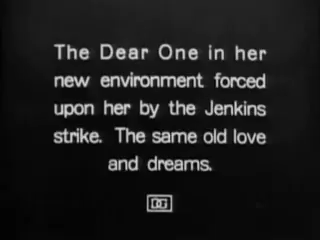 The Dear One in her
new environment forced
upon her by the Jenkins
strike. The same old love
and dreams.
DG